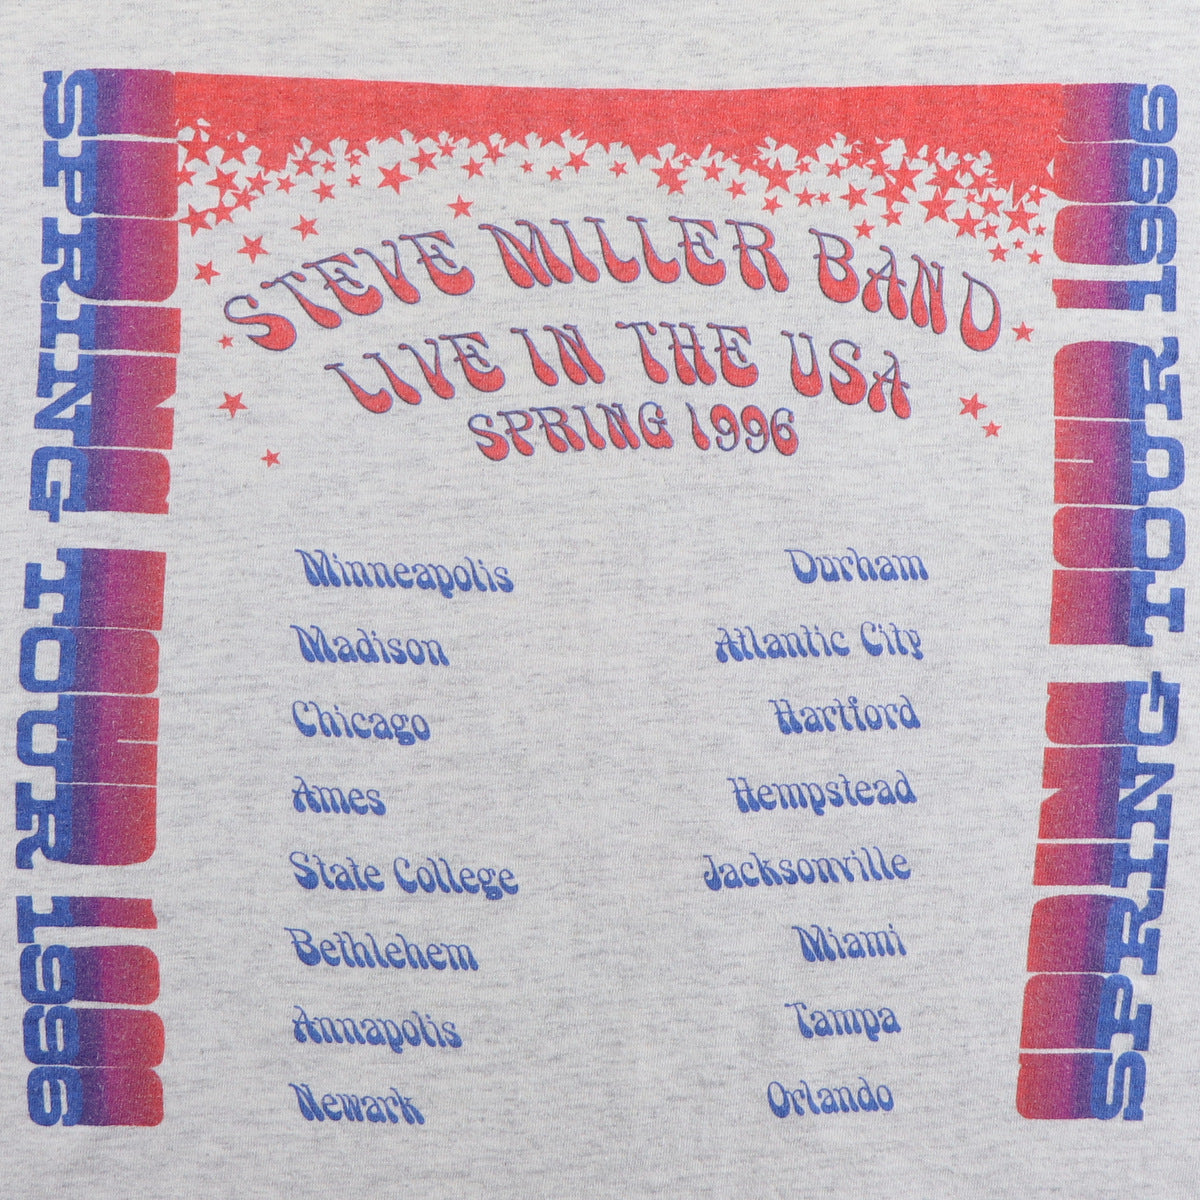 STEVE MILLER BAND
LIVE IN THE USA
SPRING 1996
SPRING TOUR 1996
Minneapolis
Madison
Chicago
Ames
State College
Bethlehem
Annapolis
Newark
Durham
Atlantic City
Hartford
Hempstead
Jacksonville
Miami
Tampa
Orlando
SPRING TOUR 1996